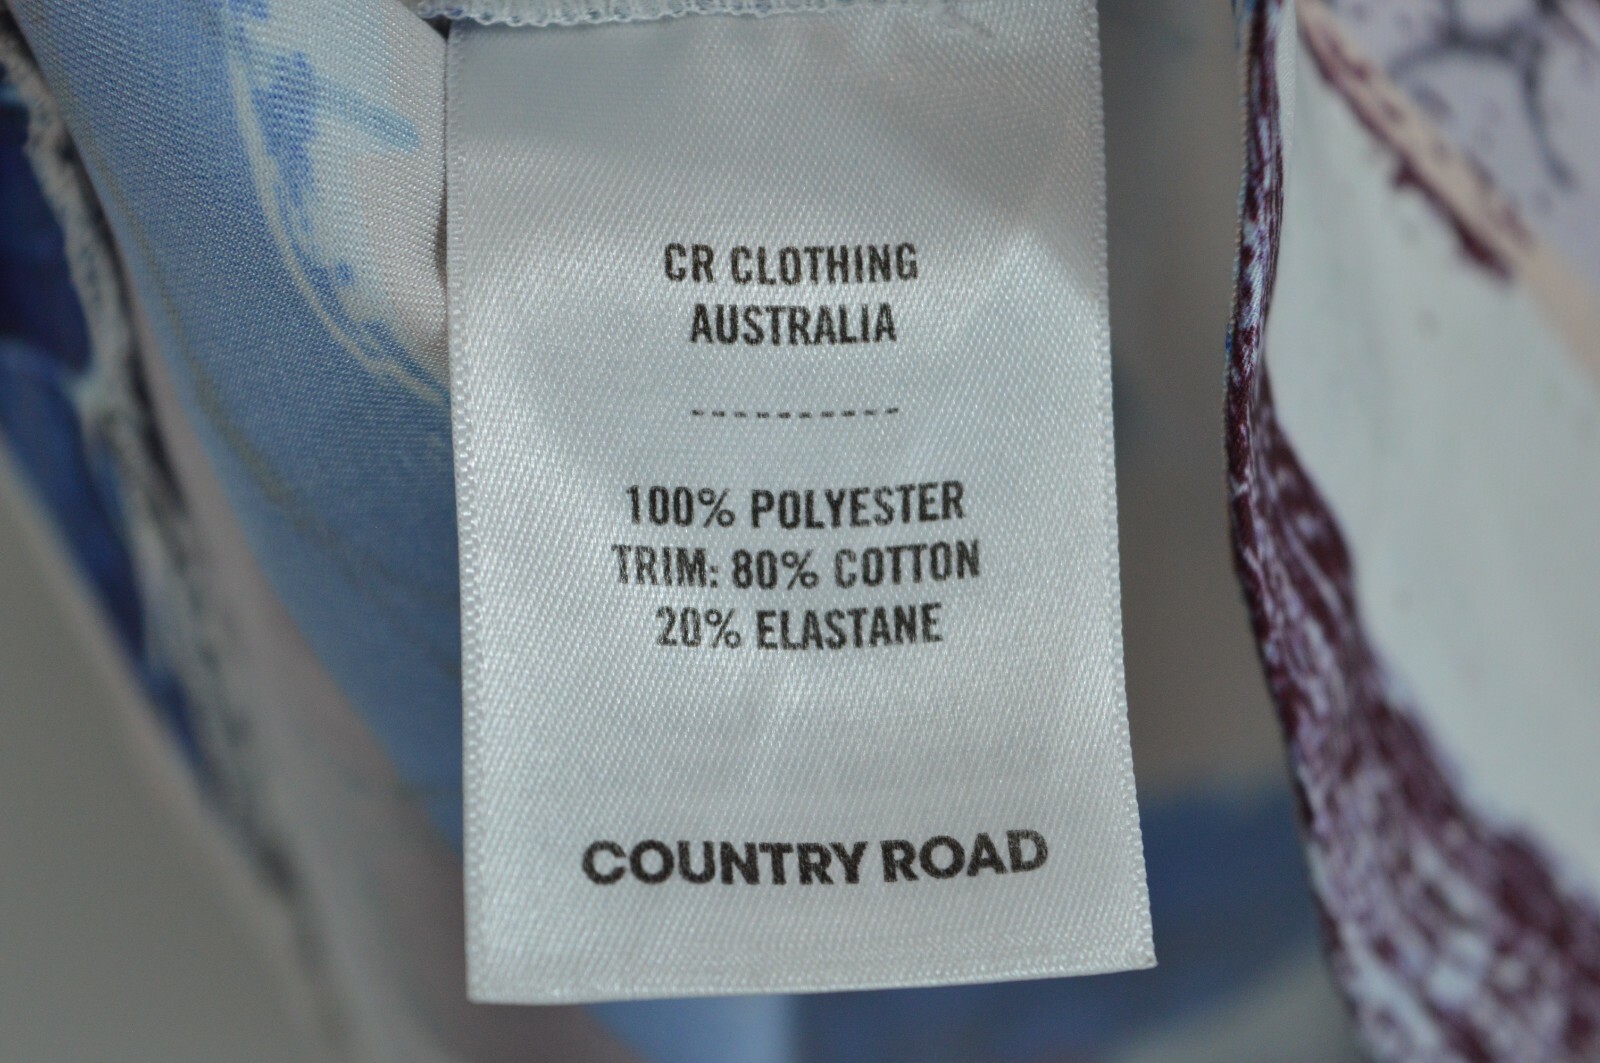 CR CLOTHING
AUSTRALIA
----------
100% POLYESTER
TRIM: 80% COTTON
20% ELASTANE
COUNTRY ROAD